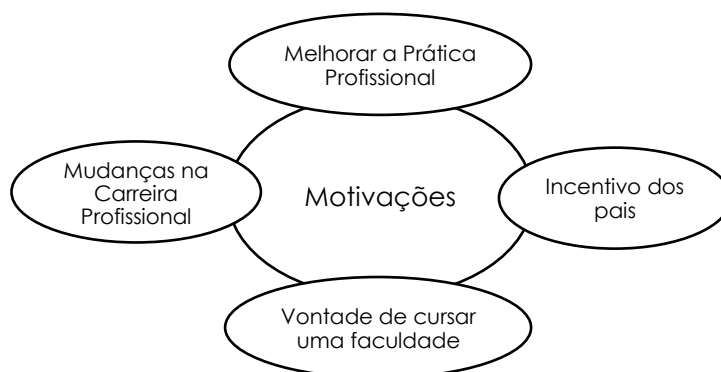 Melhorar a Prática
Profissional
Mudanças na
Carreira
Profissional
Motivações
Incentivo dos
pais
Vontade de cursar
uma faculdade